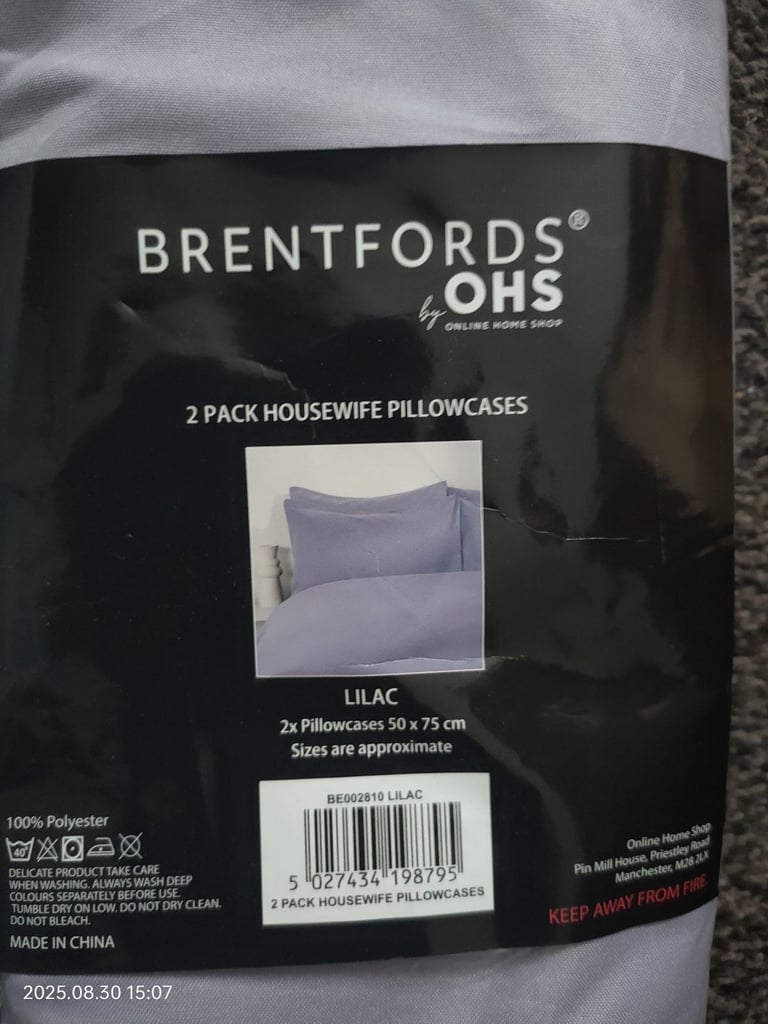 BRENTFORDS®
by OHS
ONLINE HOME SHOP
2 PACK HOUSEWIFE PILLOWCASES
LILAC
2x Pillowcases 50 x 75 cm
Sizes are approximate
BE002810 LILAC
5 027434 198795
2 PACK HOUSEWIFE PILLOWCASES
100% Polyester
40°
DELICATE PRODUCT TAKE CARE
WHEN WASHING. ALWAYS WASH DEEP
COLOURS SEPARATELY BEFORE USE.
TUMBLE DRY ON LOW. DO NOT DRY CLEAN.
DO NOT BLEACH.
MADE IN CHINA
Online Home Shop
Pin Mill House, Priestley Road
Manchester, M28 2LX
KEEP AWAY FROM FIRE.
2025.08.30 15:07